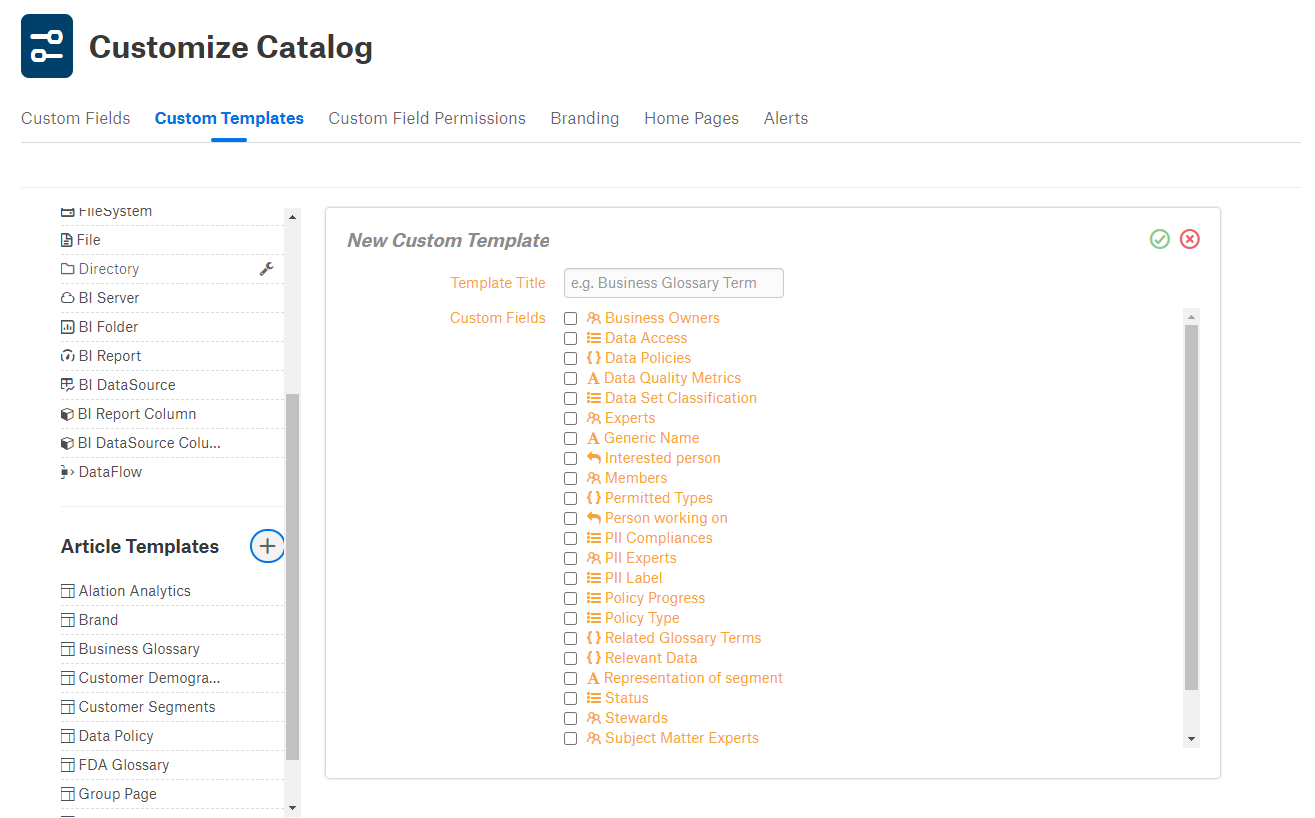 Customize Catalog
Custom Fields Custom Templates Custom Field Permissions Branding Home Pages Alerts
FileSystem
File
Directory
BI Server
BI Folder
BI Report
BI DataSource
BI Report Column
BI DataSource Colu...
DataFlow
Article Templates
Alation Analytics
Brand
Business Glossary
Customer Demogra...
Customer Segments
Data Policy
FDA Glossary
Group Page
New Custom Template
Template Title e.g. Business Glossary Term
Custom Fields
Business Owners
Data Access
Data Policies
Data Quality Metrics
Data Set Classification
Experts
Generic Name
Interested person
Members
Permitted Types
Person working on
PII Compliances
PII Experts
PII Label
Policy Progress
Policy Type
Related Glossary Terms
Relevant Data
Representation of segment
Status
Stewards
Subject Matter Experts